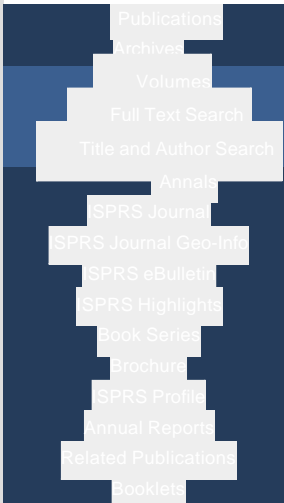 Publications
Archives
Volumes
Full Text Search
Title and Author Search
Annals
ISPRS Journal
ISPRS Journal Geo-Info
ISPRS eBulletin
ISPRS Highlights
Book Series
Brochure
ISPRS Profile
Annual Reports
Related Publications
Booklets